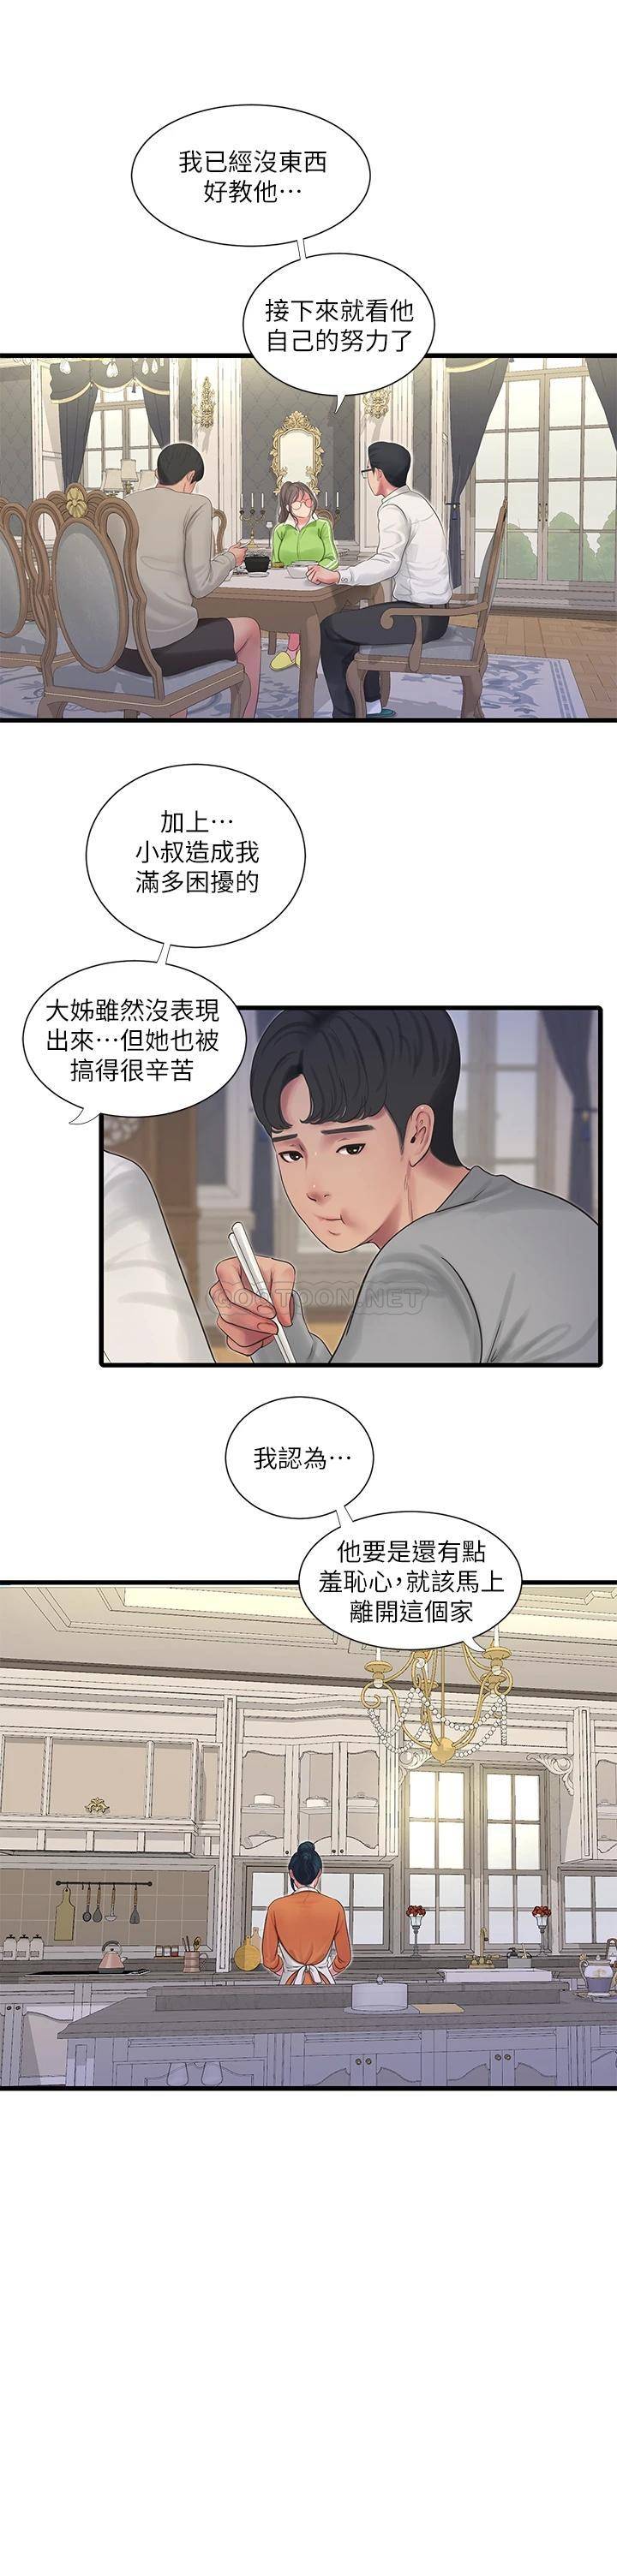 我已經沒東西
好教他⋯
接下來就看他
自己的努力了
加上⋯
小叔造成我
滿多困擾的
大姊雖然沒表現
出來⋯但她也被
搞得很辛苦
GOCTOON.NET
我認為⋯
他要是還有點
羞恥心，就該馬上
離開這個家